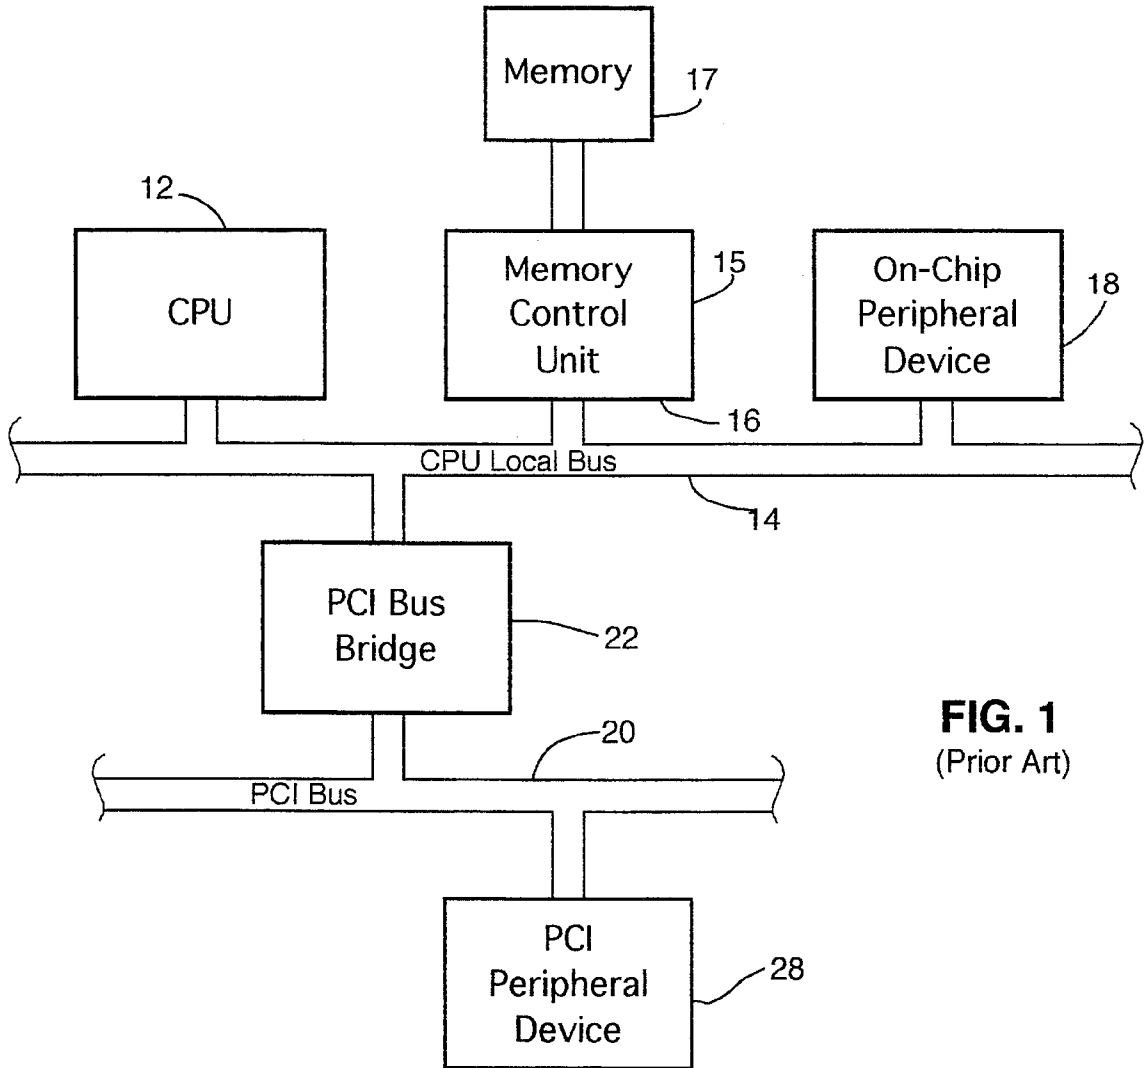 Memory
17
12
CPU
Memory
Control
Unit
15
16
On-Chip
Peripheral
Device
18
CPU Local Bus
14
PCI Bus
Bridge
22
FIG. 1
(Prior Art)
20
PCI Bus
PCI
Peripheral
Device
28